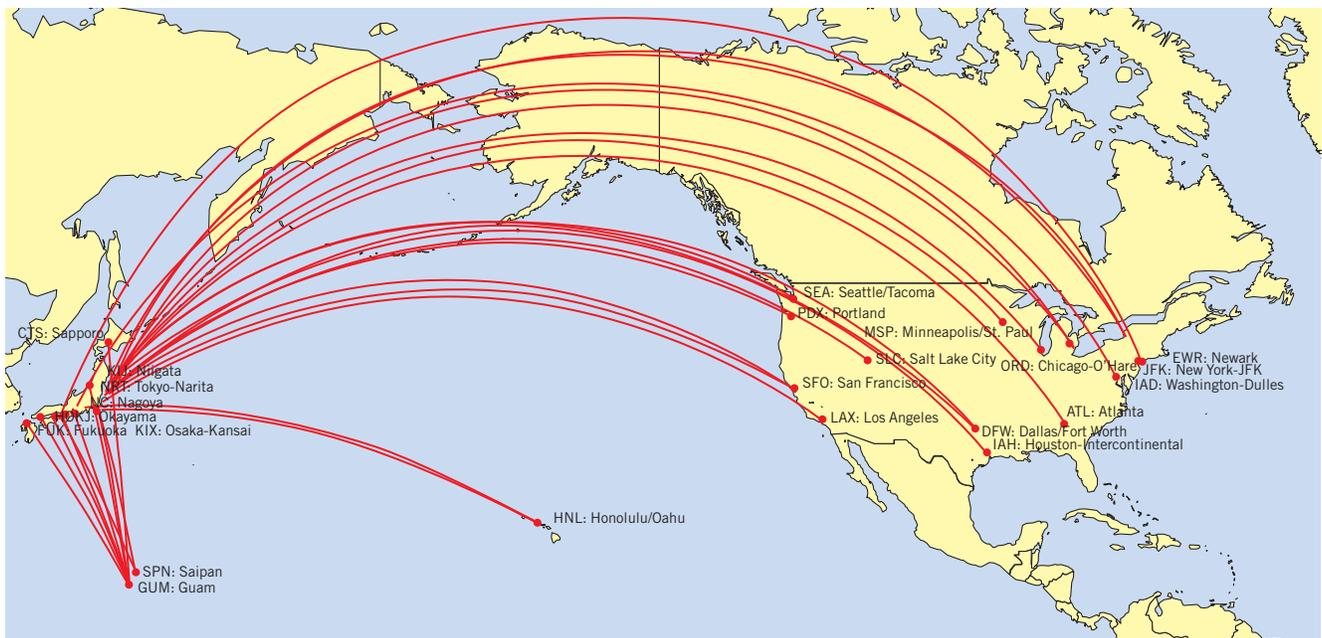 SEA: Seattle/Tacoma
PDX: Portland
MSP: Minneapolis/St. Paul
CTS: Sapporo
EWR: Newark
SLC: Salt Lake City
ORD: Chicago-O'Hare
JFK: New York-JFK
KIJ: Niigata
NRT: Tokyo-Narita
SFO: San Francisco
IAD: Washington-Dulles
Nagoya
ATL: Atlanta
Okayama
LAX: Los Angeles
FUK: Fukuoka KIX: Osaka-Kansai
DFW: Dallas/Fort Worth
IAH: Houston-Intercontinental
HNL: Honolulu/Oahu
SPN: Saipan
GUM: Guam